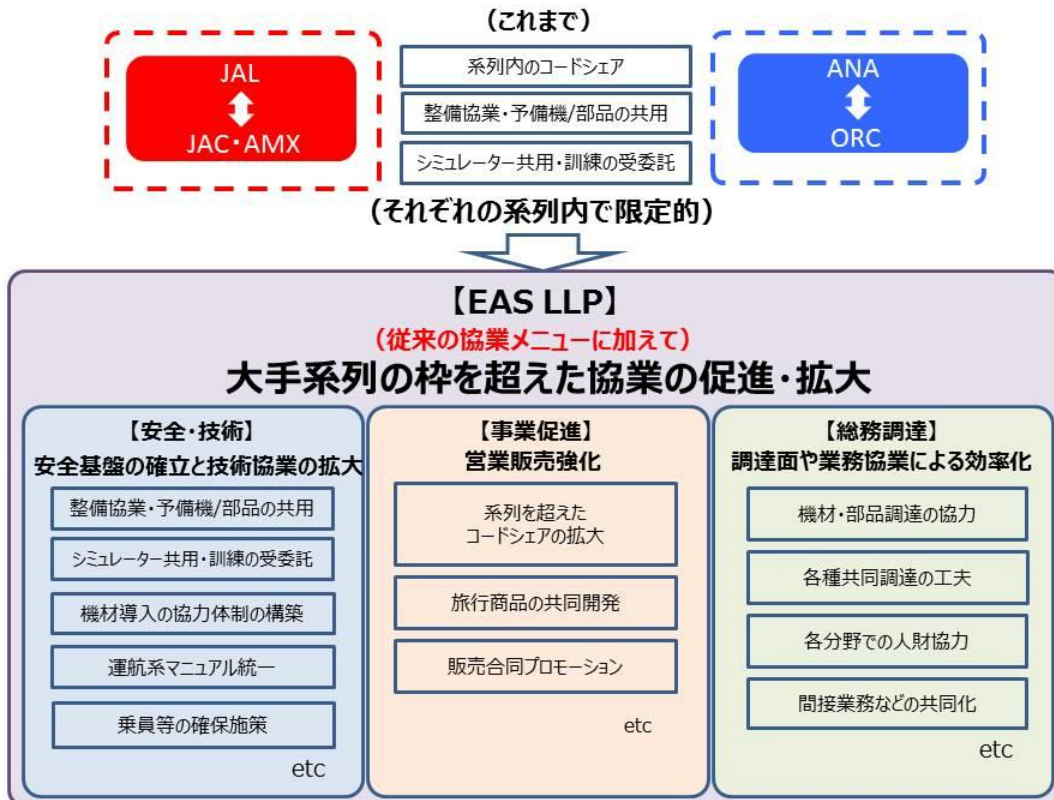 （これまで）
JAL
JAC・AMX
系列内のコードシェア
整備協業・予備機/部品の共用
シミュレーター共用・訓練の受委託
ANA
ORC
（それぞれの系列内で限定的）
【EAS LLP】
（従来の協業メニューに加えて）
大手系列の枠を超えた協業の促進・拡大
【安全・技術】
安全基盤の確立と技術協業の拡大
整備協業・予備機/部品の共用
シミュレーター共用・訓練の受委託
機材導入の協力体制の構築
運航系マニュアル統一
乗員等の確保施策
etc
【事業促進】
営業販売強化
系列を超えた
コードシェアの拡大
旅行商品の共同開発
販売合同プロモーション
etc
【総務調達】
調達面や業務協業による効率化
機材・部品調達の協力
各種共同調達の工夫
各分野での人財協力
間接業務などの共同化
etc